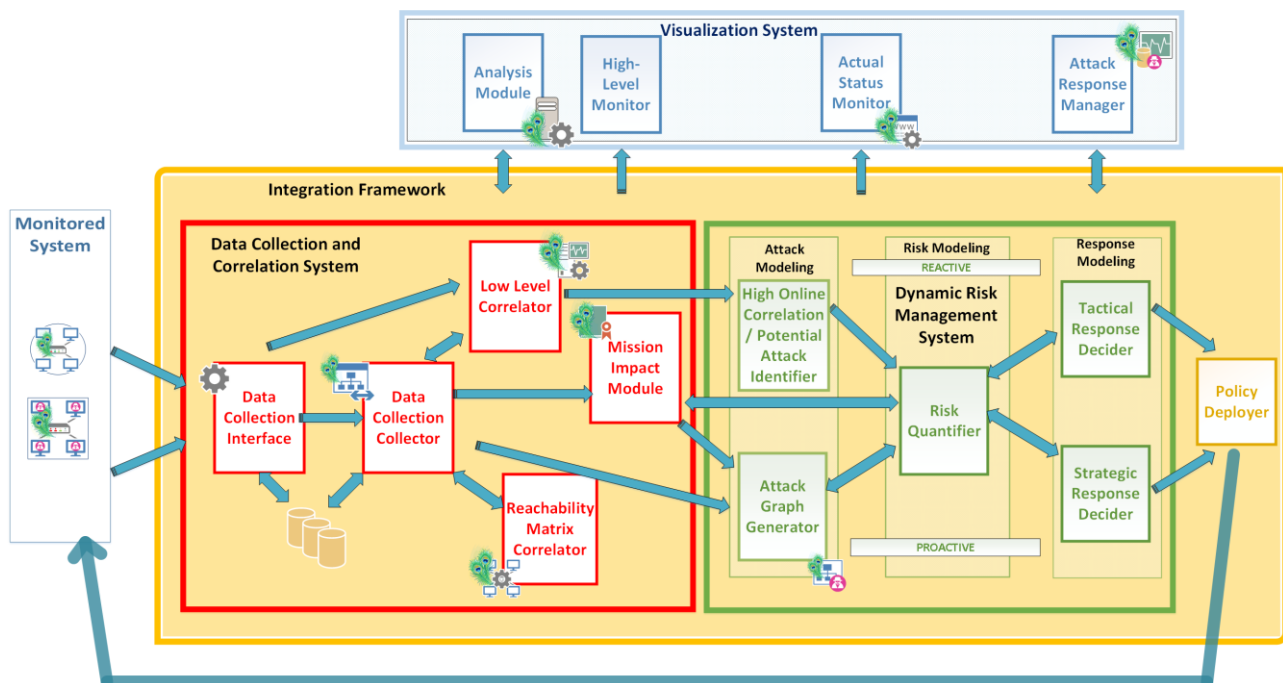 Visualization System
Analysis
Module
High-
Level
Monitor
Actual
Status
Monitor
WWW
Attack
Response
Manager
Integration Framework
Monitored
System
Data Collection and
Correlation System
Low Level
Correlator
Mission
Impact
Module
Data
Collection
Interface
Data
Collection
Collector
Reachability
Matrix
Correlator
Attack
Modeling
Risk Modeling
Response
Modeling
REACTIVE
High Online
Correlation
/ Potential
Attack
Identifier
Dynamic Risk
Management
System
Tactical
Response
Decider
Risk
Quantifier
Policy
Deployer
Attack
Graph
Generator
Strategic
Response
Decider
PROACTIVE